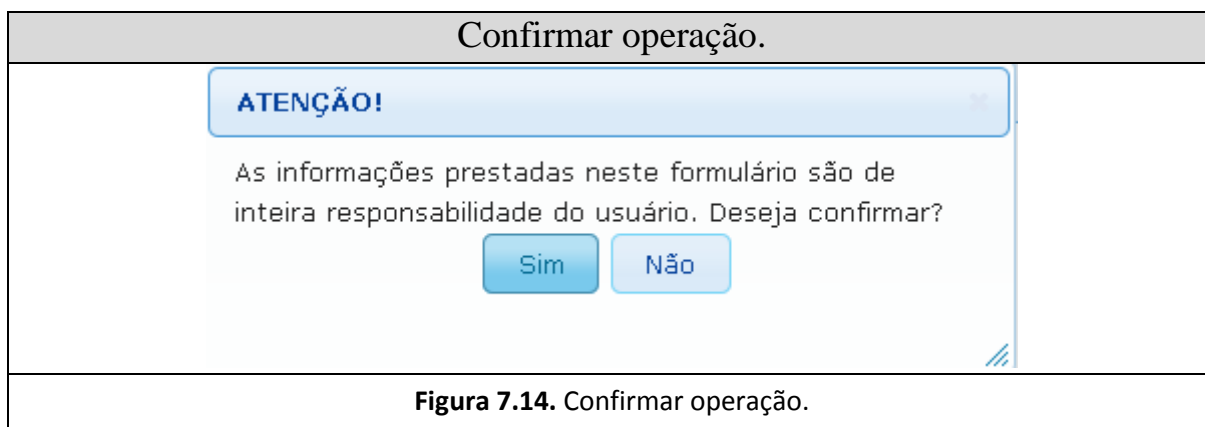 Confirmar operação.
ATENÇÃO!
As informações prestadas neste formulário são de
inteira responsabilidade do usuário. Deseja confirmar?
Sim Não
Figura 7.14. Confirmar operação.